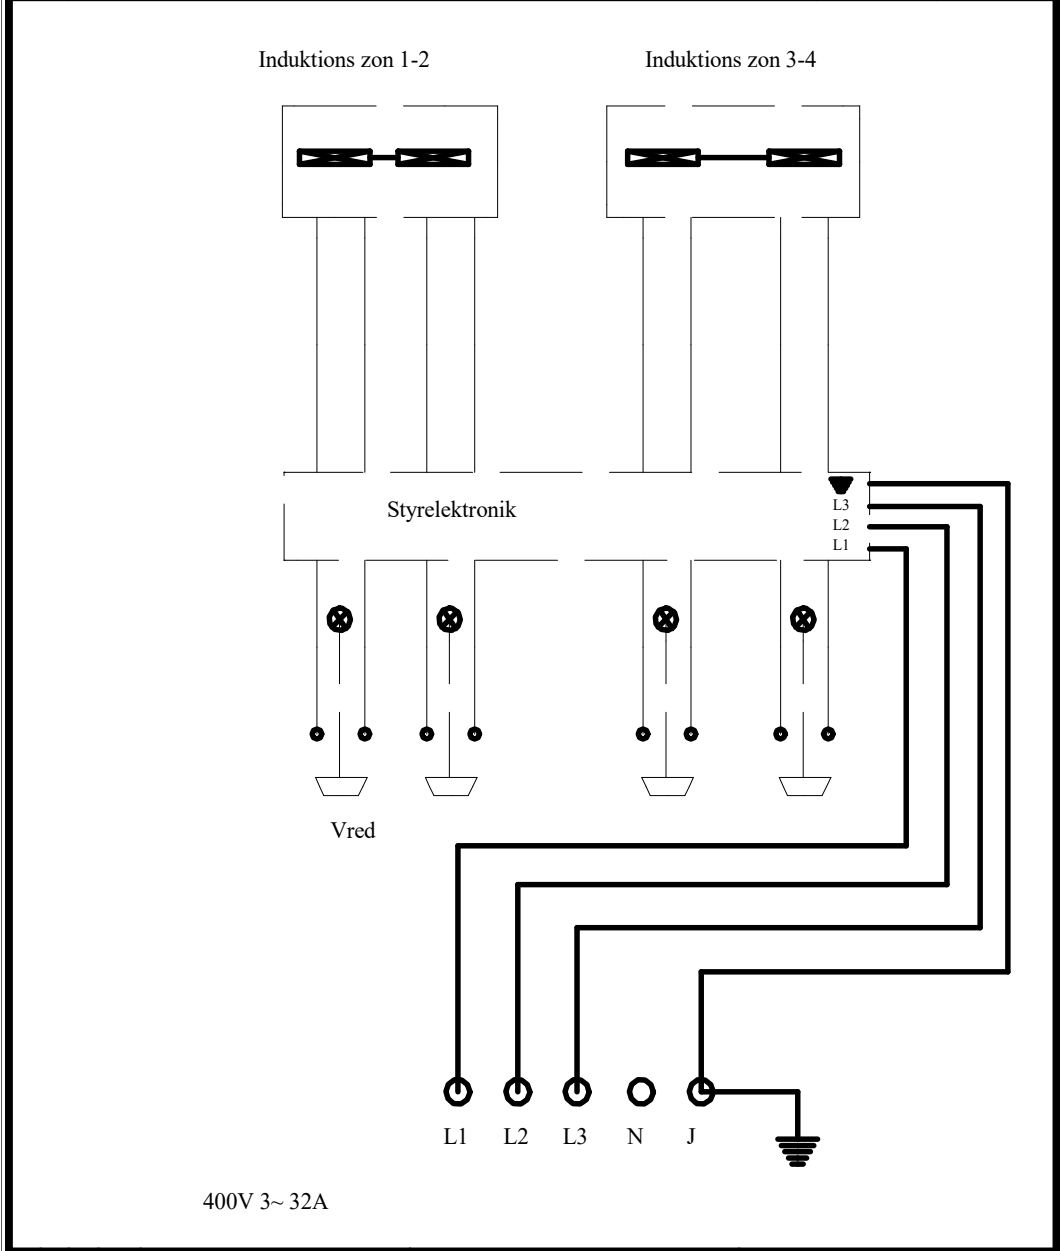 Induktions zon 1-2
Induktions zon 3-4
Styrelektronik
L3
L2
L1
Vred
L1
L2
L3
N
J
400V 3~ 32A